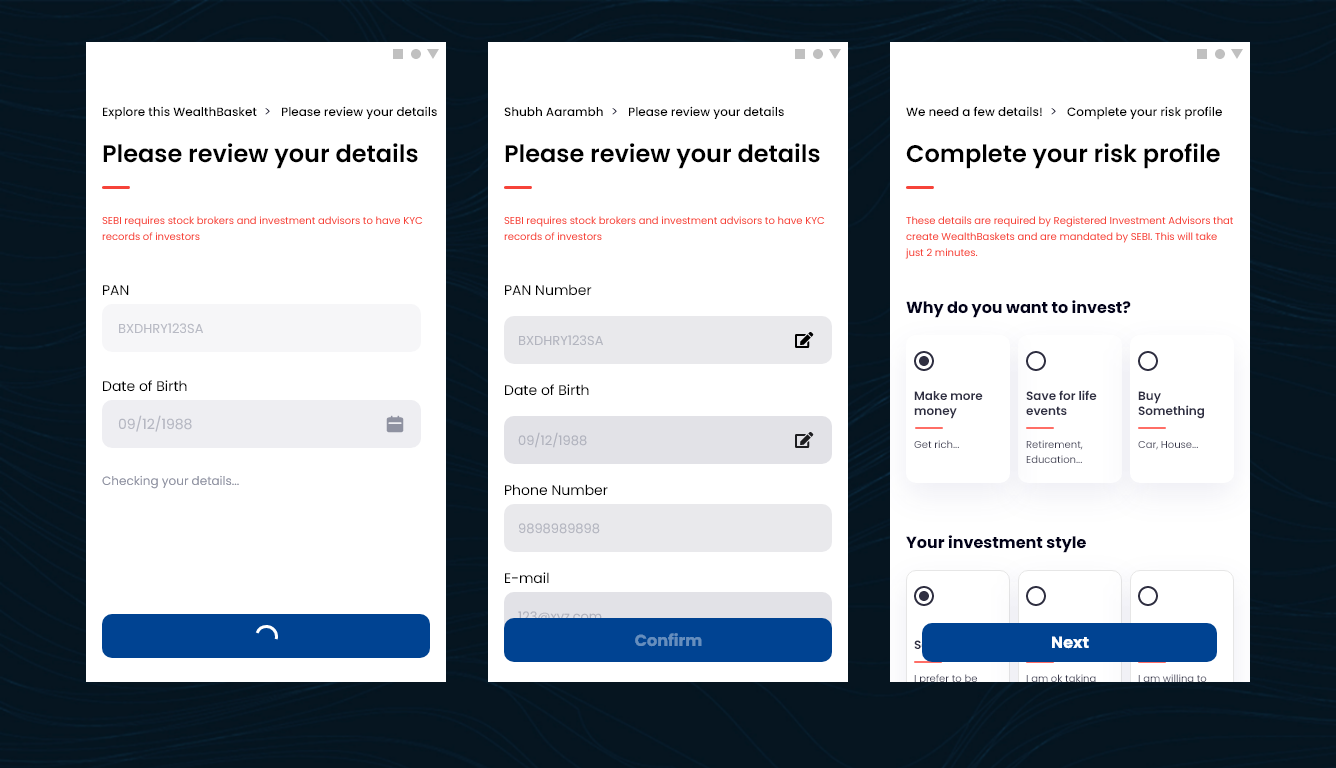 Explore this WealthBasket > Please review your details
Please review your details
SEBI requires stock brokers and investment advisors to have KYC
records of investors
PAN
BXDHRY123SA
Date of Birth
09/12/1988
Checking your details...
Shubh Aarambh > Please review your details
Please review your details
SEBI requires stock brokers and investment advisors to have KYC
records of investors
PAN Number
BXDHRY123SA
Date of Birth
09/12/1988
Phone Number
9898989898
E-mail
123@xyz.com
Confirm
We need a few details! > Complete your risk profile
Complete your risk profile
These details are required by Registered Investment Advisors that
create WealthBaskets and are mandated by SEBI. This will take
just 2 minutes.
Why do you want to invest?
Make more
money
Get rich...
Save for life
events
Retirement,
Education...
Buy
Something
Car, House...
Your investment style
S
Next
I prefer to be
I am ok taking
I am willing to